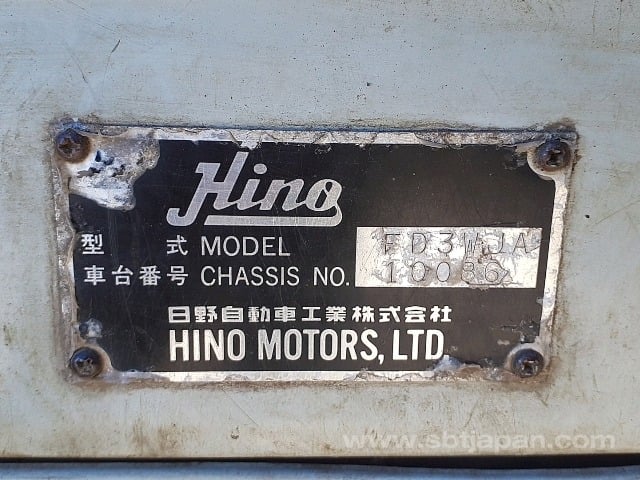 Hino
型 式 MODEL FD3WJA
車台番号 CHASSIS NO. 10086
日野自動車工業株式会社
HINO MOTORS, LTD
www.sbtjapan.com